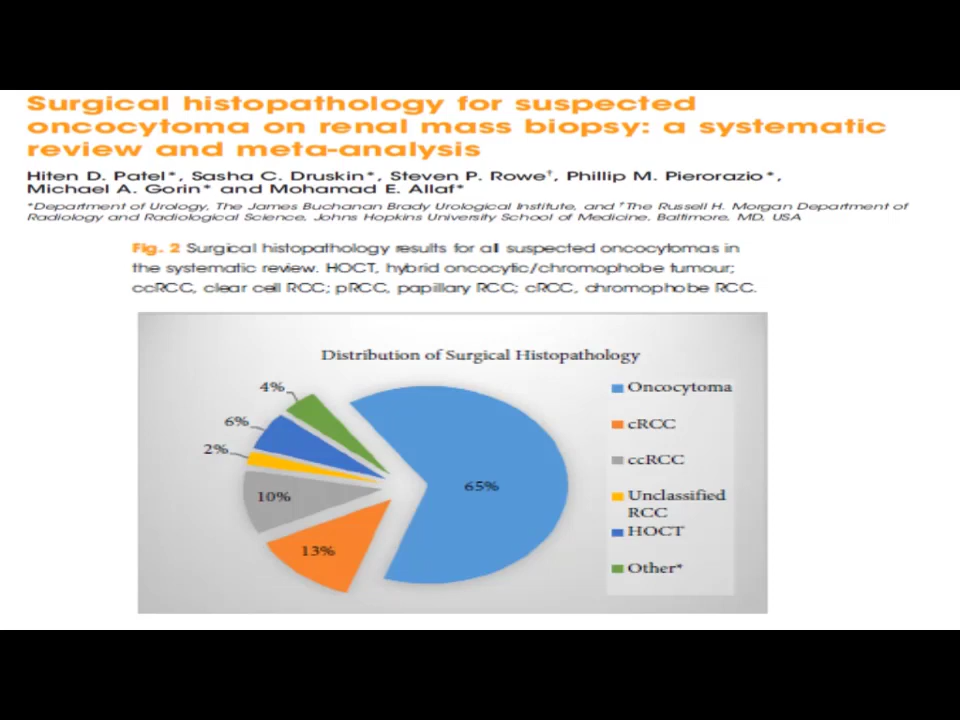 Surgical histopathology for suspected
oncocytoma on renal mass biopsy: a systematic
review and meta-analysis
Hiten D. Patel*, Sasha C. Druskin*, Steven P. Rowe†, Phillip M. Pierorazio*,
Michael A. Gorin* and Mohamad E. Allaf*
*Department of Urology, The James Buchanan Brady Urological Institute, and †The Russell H. Morgan Department of
Radiology and Radiological Science, Johns Hopkins University School of Medicine, Baltimore, MD, USA
Fig. 2 Surgical histopathology results for all suspected oncocytomas in
the systematic review. HOCT, hybrid oncocytic/chromophobe tumour;
ccRCC, clear cell RCC; pRCC, papillary RCC; cRCC, chromophobe RCC.
Distribution of Surgical Histopathology
4%
6%
2%
10%
13%
65%
Oncocytoma
cRCC
ccRCC
Unclassified
RCC
HOCT
Other*